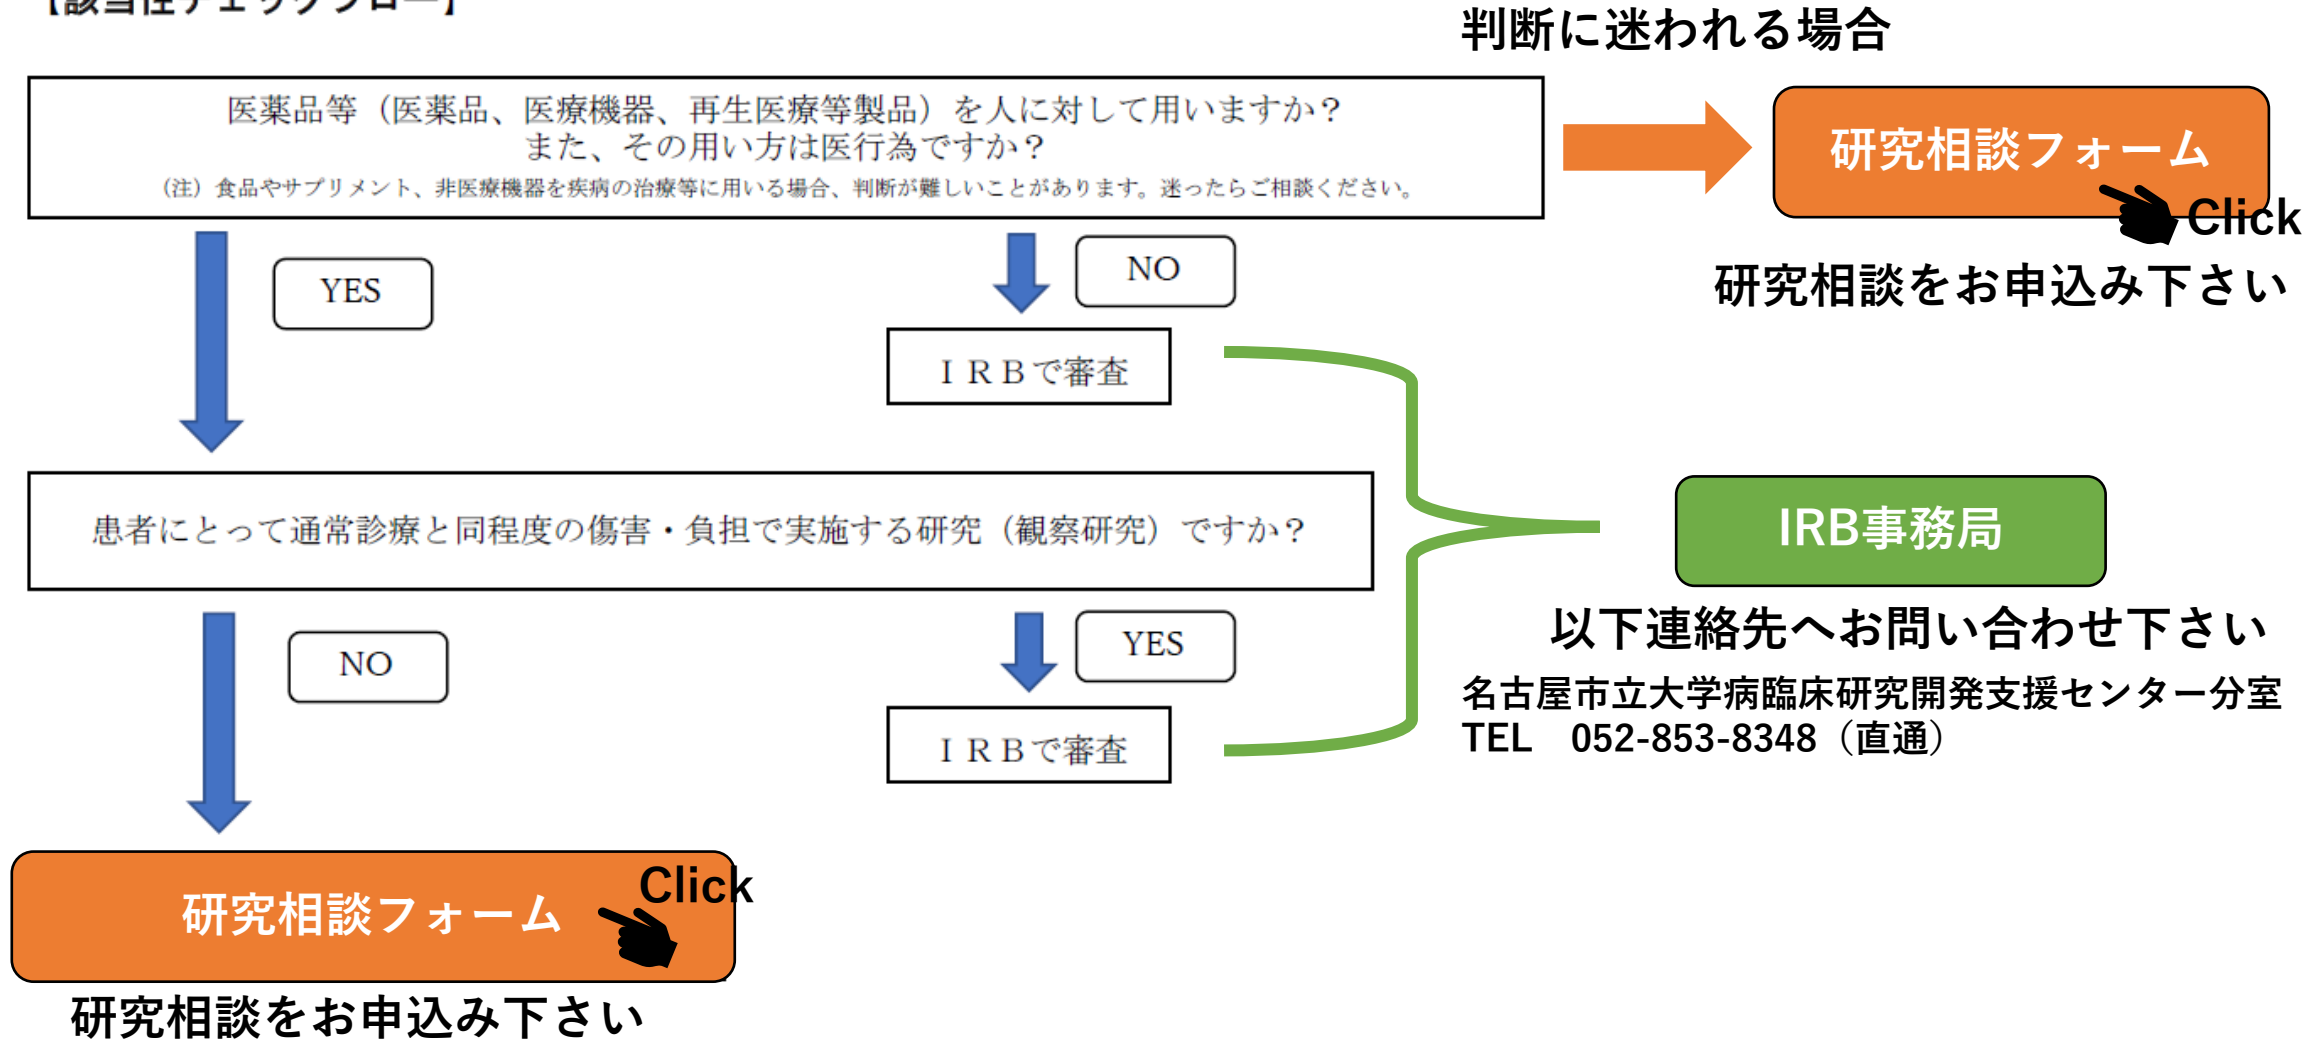 【該当性チェックフロー】
判断に迷われる場合
医薬品等（医薬品、医療機器、再生医療等製品）を人に対して用いますか？
また、その用い方は医行為ですか？
（注）食品やサプリメント、非医療機器を疾病の治療等に用いる場合、判断が難しいことがあります。迷ったらご相談ください。
研究相談フォーム
Click
研究相談をお申込み下さい
YES
NO
ＩＲＢで審査
患者にとって通常診療と同程度の傷害・負担で実施する研究（観察研究）ですか？
IRB事務局
以下連絡先へお問い合わせ下さい
名古屋市立大学病臨床研究開発支援センター分室
TEL　052-853-8348（直通）
NO
YES
ＩＲＢで審査
Click
研究相談フォーム
研究相談をお申込み下さい